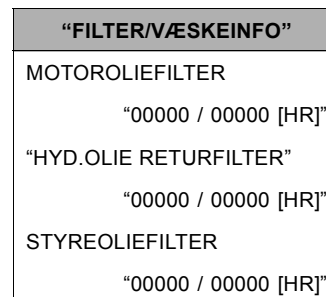 “FILTER/VÆSKEINFO”
MOTOROLIEFILTER
“00000 / 00000 [HR]”
“HYD.OLIE RETURFILTER”
“00000 / 00000 [HR]”
STYREOLIEFILTER
“00000 / 00000 [HR]”